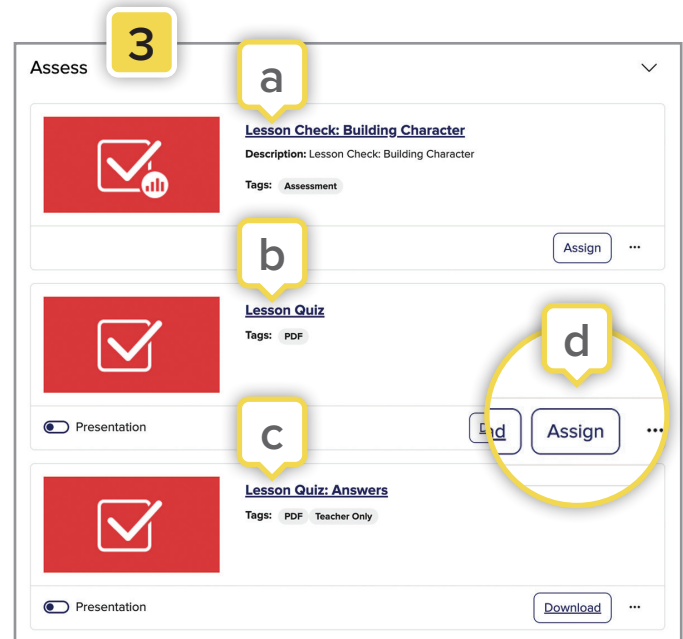 3
Assess
a
Lesson Check: Building Character
Description: Lesson Check: Building Character
Tags: Assessment
Assign ...
b
Lesson Quiz
Tags: PDF
d
Presentation
Assign ...
c
Lesson Quiz: Answers
Tags: PDF Teacher Only
Presentation
Download ...